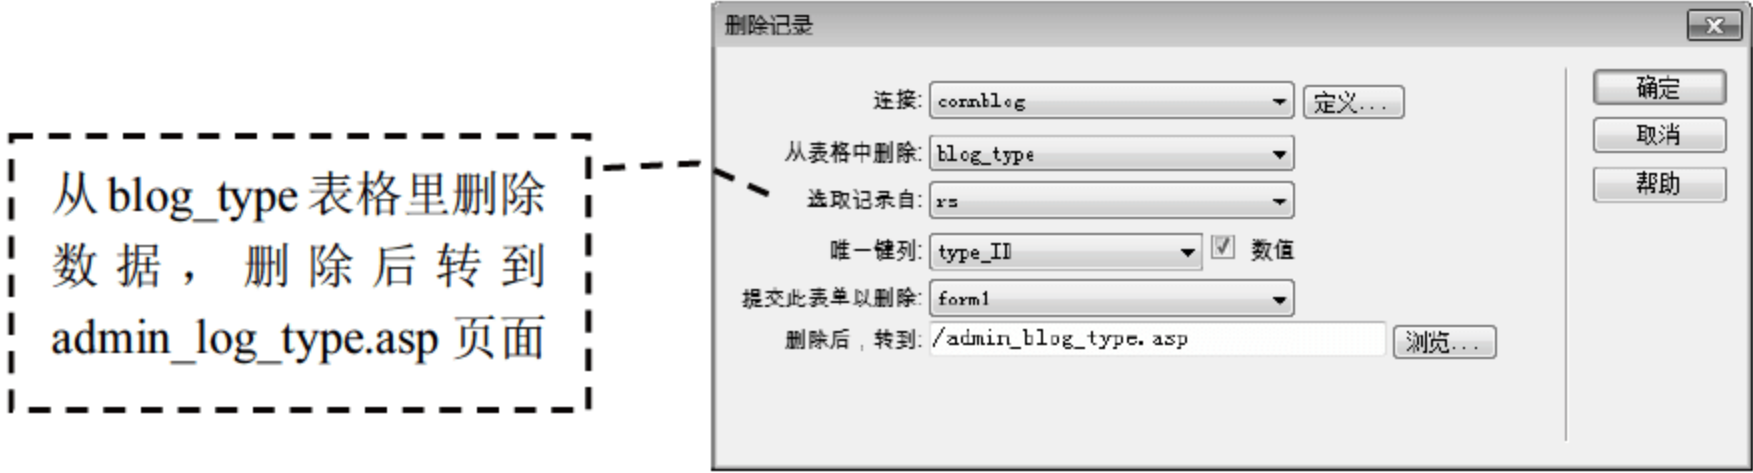 从 blog_type 表格里删除
数据，删除后转到
admin_log_type.asp 页面
删除记录
连接: connblog 定义...
从表格中删除: blog_type
选取记录自: rs
唯一键列: type_ID 数值
提交此表单以删除: form1
删除后，转到: /admin_blog_type.asp 浏览...
确定
取消
帮助